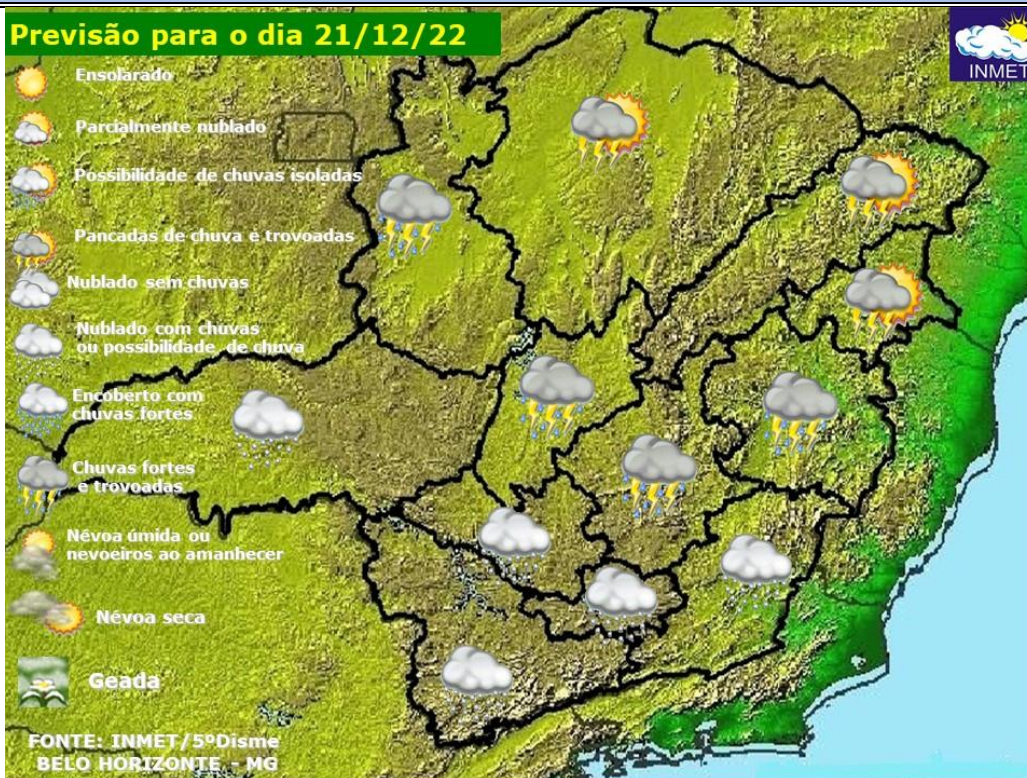 Previsão para o dia 21/12/22
INMET
Ensolarado
Parcialmente nublado
Possibilidade de chuvas isoladas
Pancadas de chuva e trovoadas
Nublado sem chuvas
Nublado com chuvas
ou possibilidade de chuva
Encoberto com
chuvas fortes
Chuvas fortes
e trovoadas
Névoa úmida ou
nevoeiros ao amanhecer
Névoa seca
Geada
FONTE: INMET/5ºDisme
BELO HORIZONTE - MG